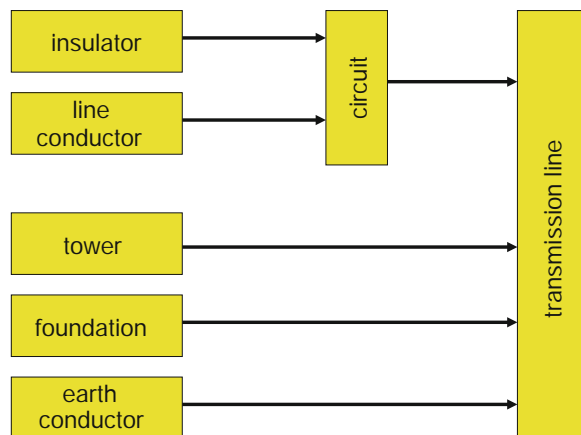 insulator
line
conductor
circuit
tower
foundation
earth
conductor
transmission line